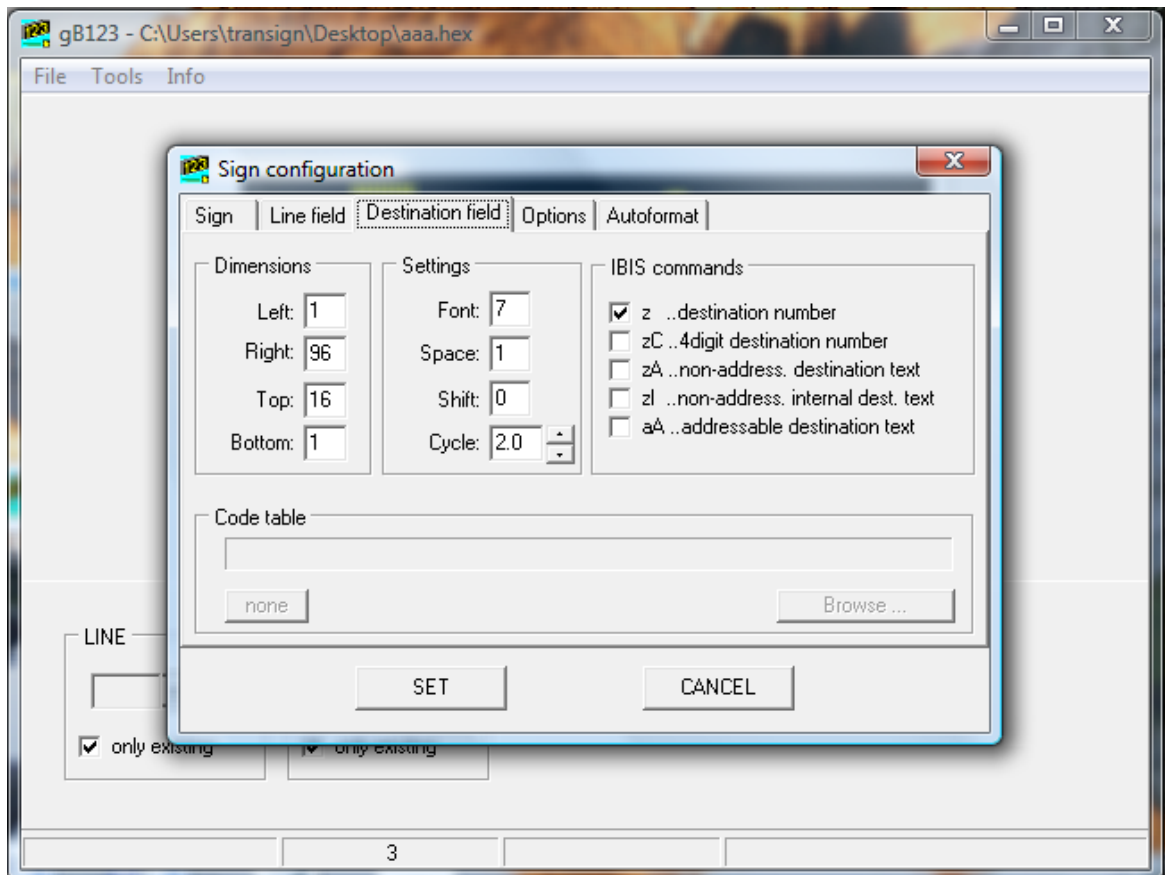 gB123 - C:\Users\transign\Desktop\aaa.hex
File Tools Info
Sign configuration
Sign Line field Destination field Options Autoformat
Dimensions
Left: 1
Right: 96
Top: 16
Bottom: 1
Settings
Font: 7
Space: 1
Shift: 0
Cycle: 2.0
IBIS commands
z ..destination number
zC ..4digit destination number
zA ..non-address. destination text
zI ..non-address. internal dest. text
aA ..addressable destination text
Code table
none
Browse ...
SET
CANCEL
LINE
only existing
only existing
3